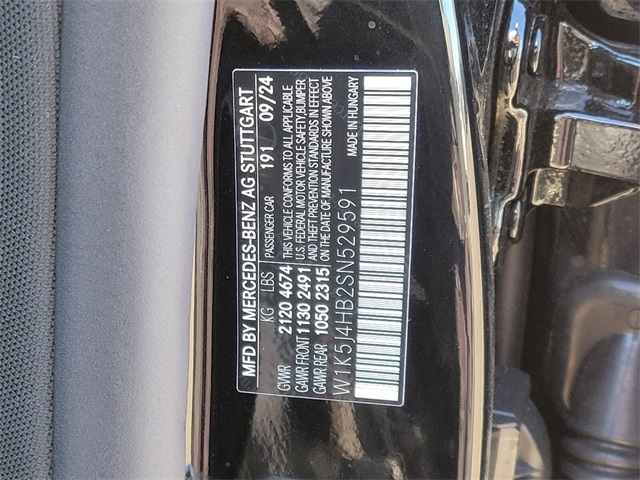 MFD BY MERCEDES-BENZ AG STUTTGART
KG LBS PASSENGER CAR 191 09/24
GVWR 2120 4674 THIS VEHICLE CONFORMS TO ALL APPLICABLE
GAWR FRONT 1130 2491 U.S. FEDERAL MOTOR VEHICLE SAFETY, BUMPER
GAWR REAR 1050 2315 AND THEFT PREVENTION STANDARDS IN EFFECT
ON THE DATE OF MANUFACTURE SHOWN ABOVE
W1K5J4HB2SN529591 MADE IN HUNGARY